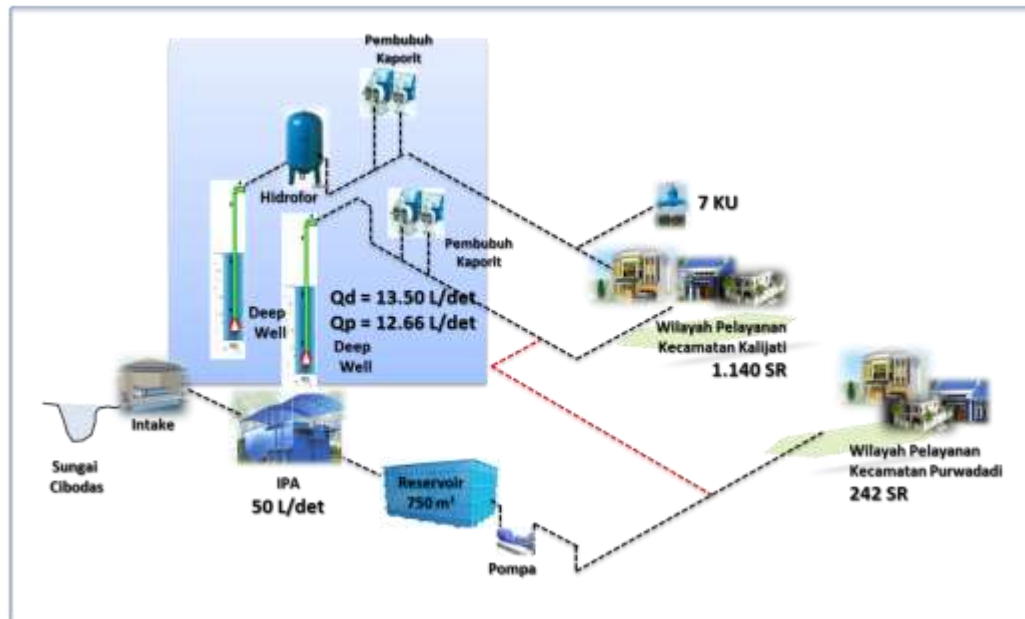 Pembubuh
Kaporit
Hidrofor
7 KU
Pembubuh
Kaporit
Qd = 13.50 L/det
Qp = 12.66 L/det
Deep
Well
Deep
Well
Wilayah Pelayanan
Kecamatan Kalijati
1.140 SR
Intake
Sungai
Cibodas
IPA
50 L/det
Reservoir
750 m³
Pompa
Wilayah Pelayanan
Kecamatan Purwadadi
242 SR